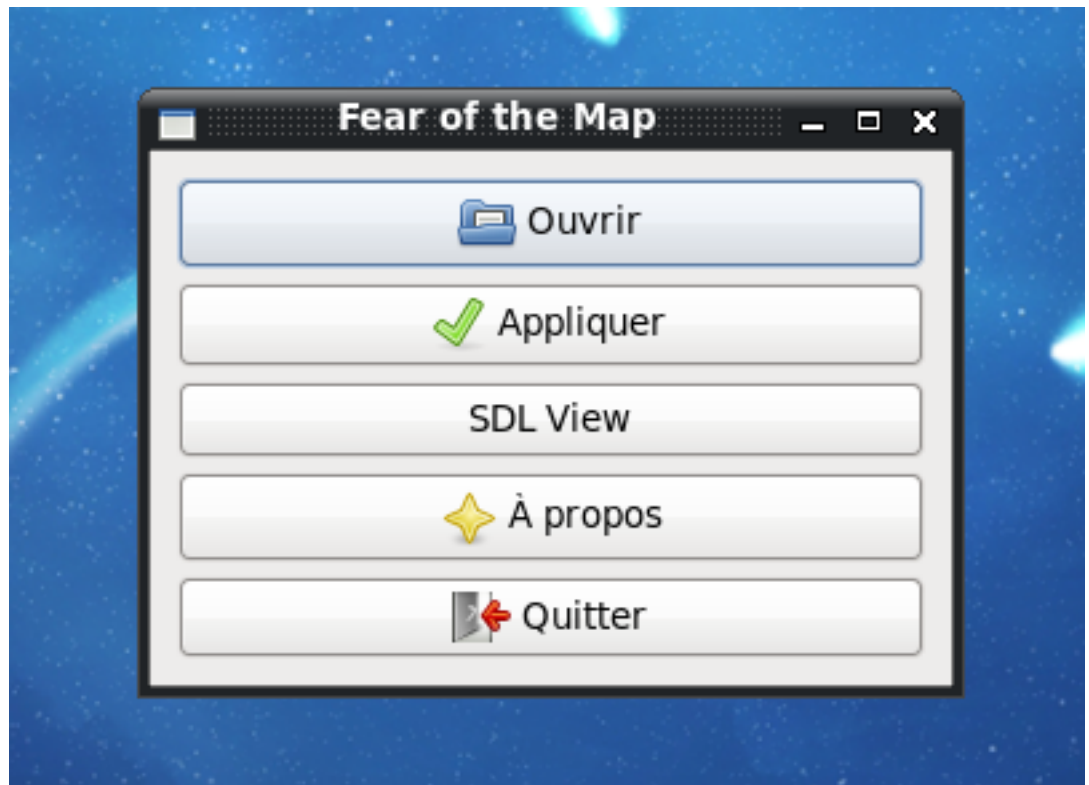 Fear of the Map
Ouvrir
Appliquer
SDL View
À propos
Quitter